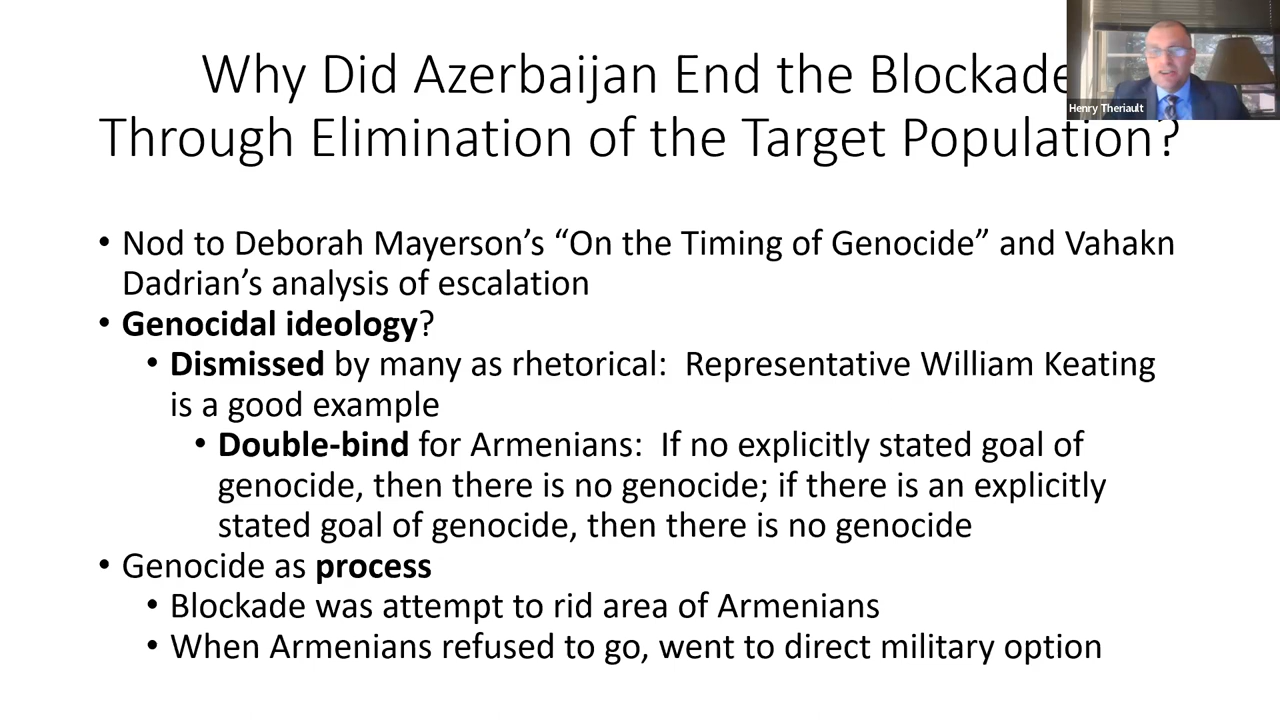 Why Did Azerbaijan End the Blockade
Through Elimination of the Target Population?
Henry Theriault
• Nod to Deborah Mayerson’s “On the Timing of Genocide” and Vahakn
Dadrian’s analysis of escalation
• Genocidal ideology?
• Dismissed by many as rhetorical:  Representative William Keating
is a good example
• Double-bind for Armenians:  If no explicitly stated goal of
genocide, then there is no genocide; if there is an explicitly
stated goal of genocide, then there is no genocide
• Genocide as process
• Blockade was attempt to rid area of Armenians
• When Armenians refused to go, went to direct military option